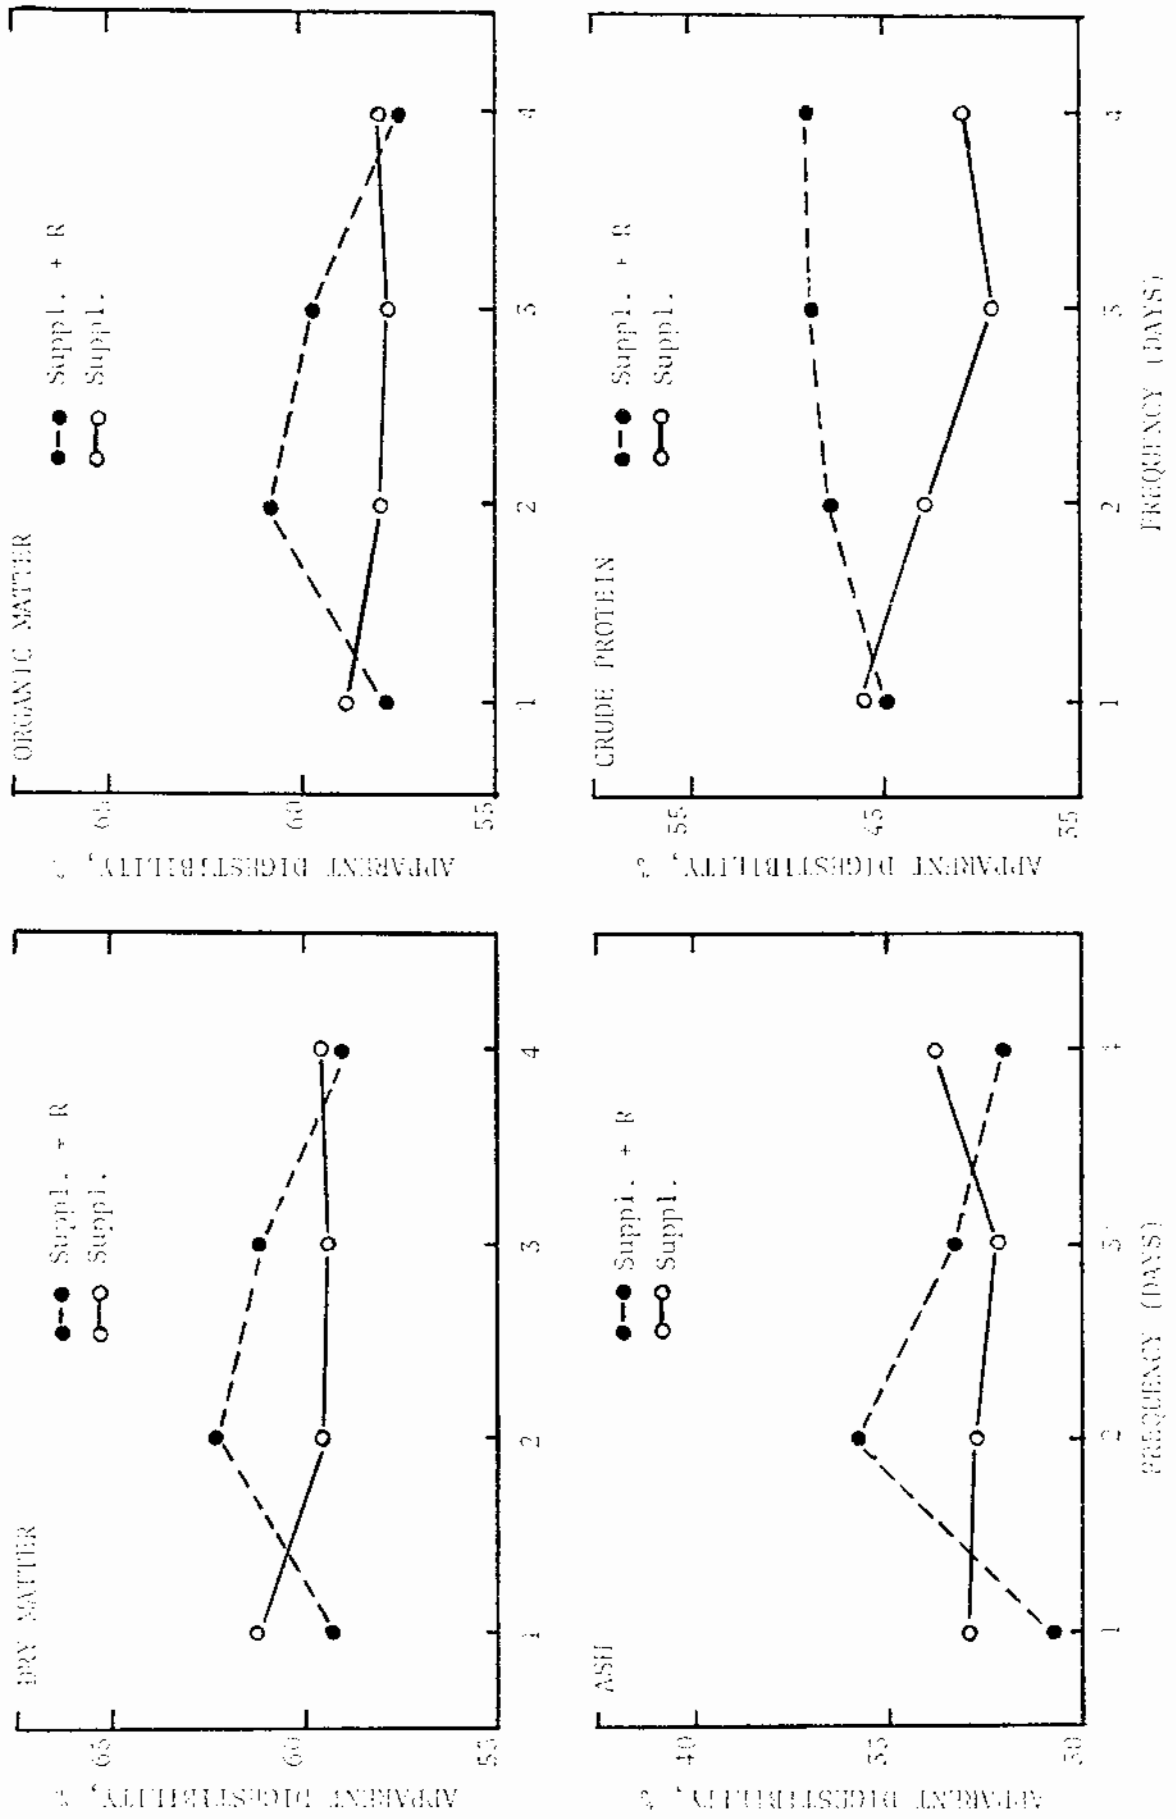 DRY MATTER
Suppl. + R
Suppl.
APPARENT DIGESTIBILITY, %
65
60
55
1
2
3
4
ORGANIC MATTER
Suppl. + R
Suppl.
APPARENT DIGESTIBILITY, %
65
60
55
1
2
3
4
ASH
Suppl. + R
Suppl.
APPARENT DIGESTIBILITY, %
40
35
30
1
2
3
4
FREQUENCY (DAYS)
CRUDE PROTEIN
Suppl. + R
Suppl.
APPARENT DIGESTIBILITY, %
55
45
35
1
2
3
4
FREQUENCY (DAYS)